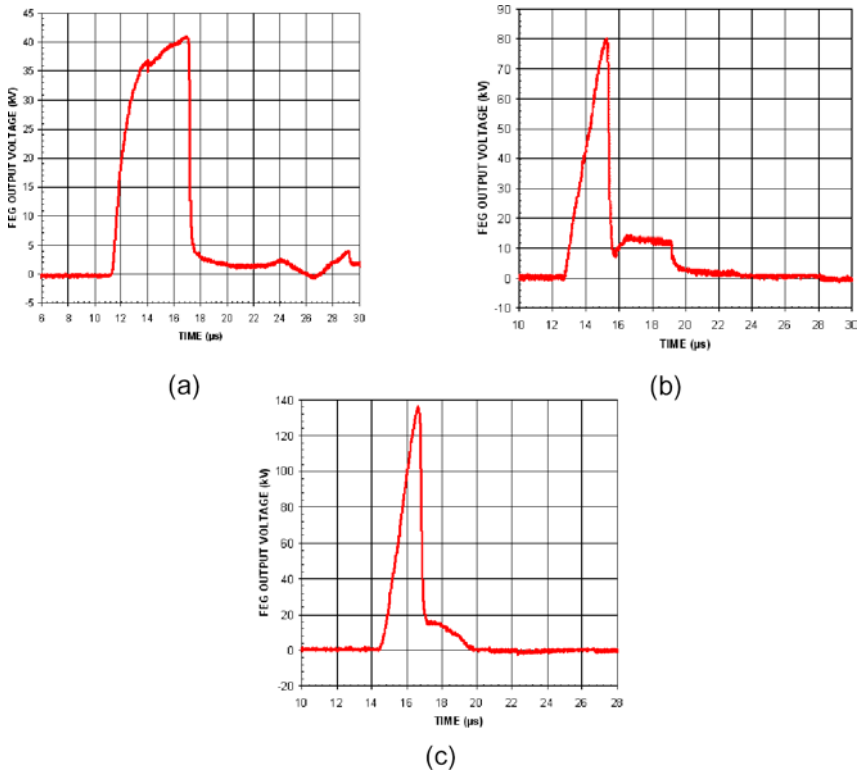 45
40
35
30
25
20
15
10
5
0
-5
FEG OUTPUT VOLTAGE (kV)
6 8 10 12 14 16 18 20 22 24 26 28 30
TIME (µs)
(a)
90
80
70
60
50
40
30
20
10
0
-10
FEG OUTPUT VOLTAGE (kV)
10 12 14 16 18 20 22 24 26 28 30
TIME (µs)
(b)
140
120
100
80
60
40
20
0
-20
FEG OUTPUT VOLTAGE (kV)
10 12 14 16 18 20 22 24 26 28
TIME (µs)
(c)